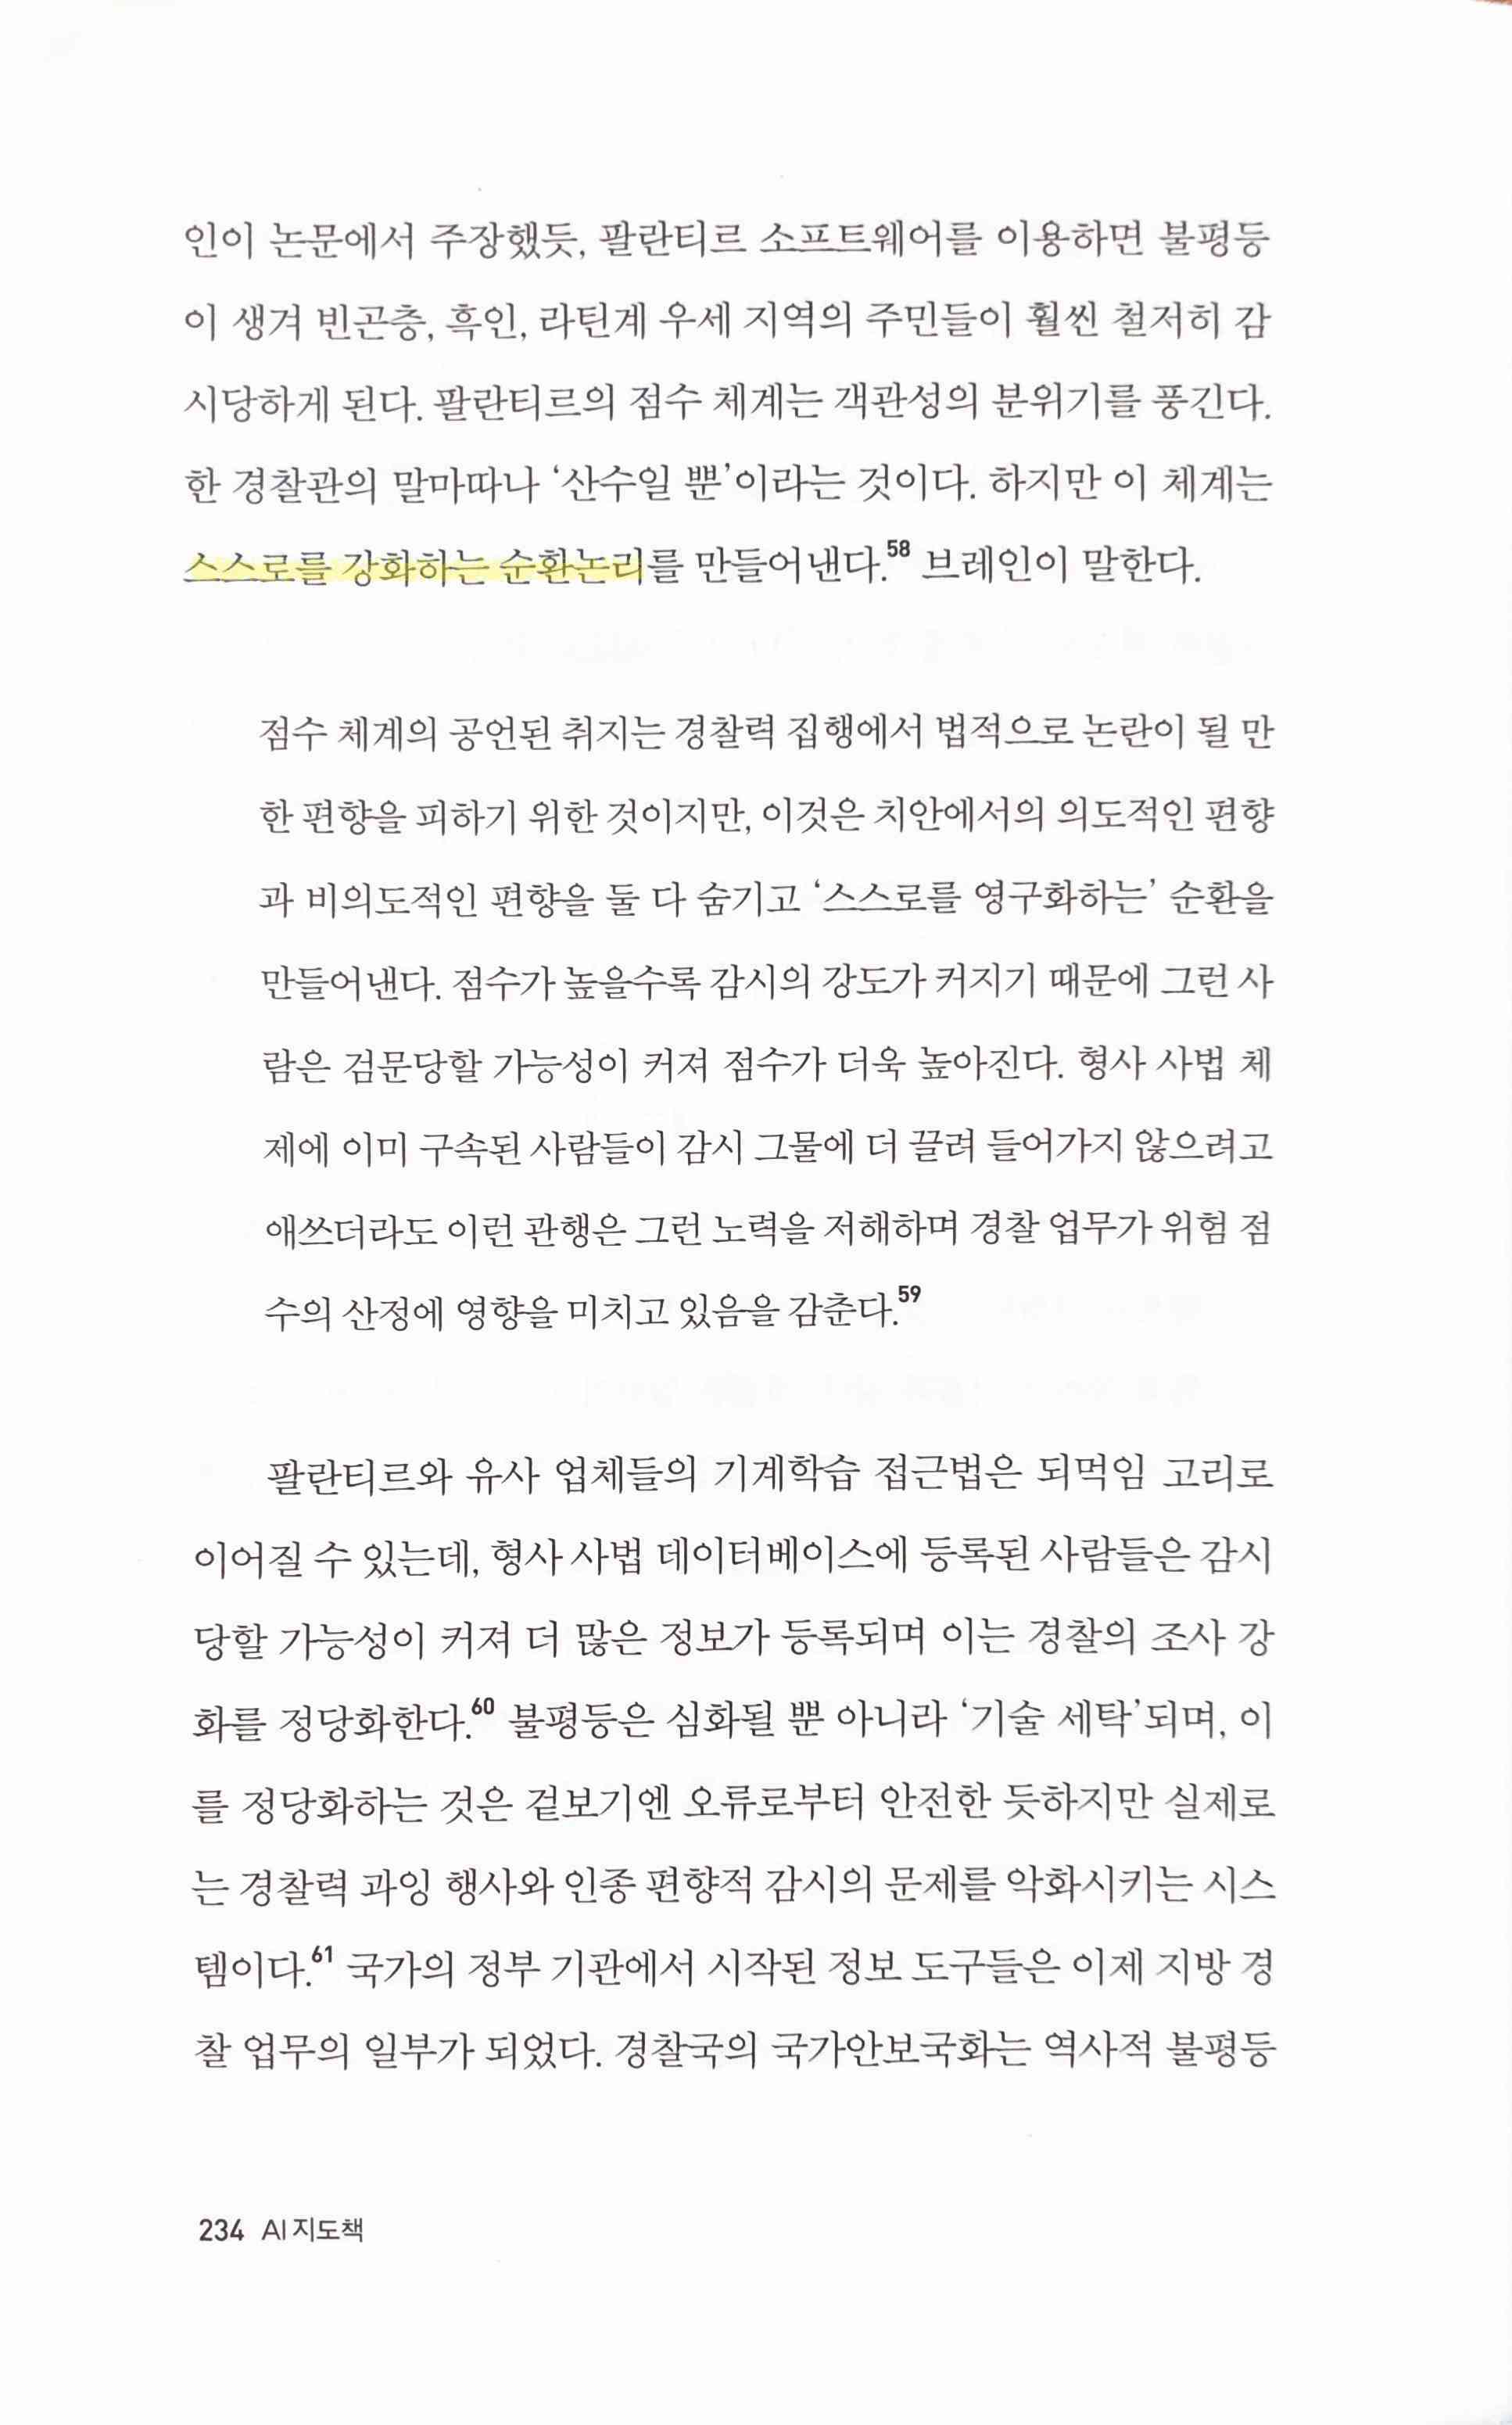 인이 논문에서 주장했듯, 팔란티르 소프트웨어를 이용하면 불평등
이 생겨 빈곤층, 흑인, 라틴계 우세 지역의 주민들이 훨씬 철저히 감
시당하게 된다. 팔란티르의 점수 체계는 객관성의 분위기를 풍긴다.
한 경찰관의 말마따나 ‘산수일 뿐’이라는 것이다. 하지만 이 체계는
스스로를 강화하는 순환논리를 만들어낸다.58 브레인이 말한다.
점수 체계의 공언된 취지는 경찰력 집행에서 법적으로 논란이 될 만
한 편향을 피하기 위한 것이지만, 이것은 치안에서의 의도적인 편향
과 비의도적인 편향을 둘 다 숨기고 ‘스스로를 영구화하는’ 순환을
만들어낸다. 점수가 높을수록 감시의 강도가 커지기 때문에 그런 사
람은 검문당할 가능성이 커져 점수가 더욱 높아진다. 형사 사법 체
제에 이미 구속된 사람들이 감시 그물에 더 끌려 들어가지 않으려고
애쓰더라도 이런 관행은 그런 노력을 저해하며 경찰 업무가 위험 점
수의 산정에 영향을 미치고 있음을 감춘다.59
팔란티르와 유사 업체들의 기계학습 접근법은 되먹임 고리로
이어질 수 있는데, 형사 사법 데이터베이스에 등록된 사람들은 감시
당할 가능성이 커져 더 많은 정보가 등록되며 이는 경찰의 조사 강
화를 정당화한다.60 불평등은 심화될 뿐 아니라 ‘기술 세탁’되며, 이
를 정당화하는 것은 겉보기엔 오류로부터 안전한 듯하지만 실제로
는 경찰력 과잉 행사와 인종 편향적 감시의 문제를 악화시키는 시스
템이다.61 국가의 정부 기관에서 시작된 정보 도구들은 이제 지방 경
찰 업무의 일부가 되었다. 경찰국의 국가안보국화는 역사적 불평등
234 AI 지도책